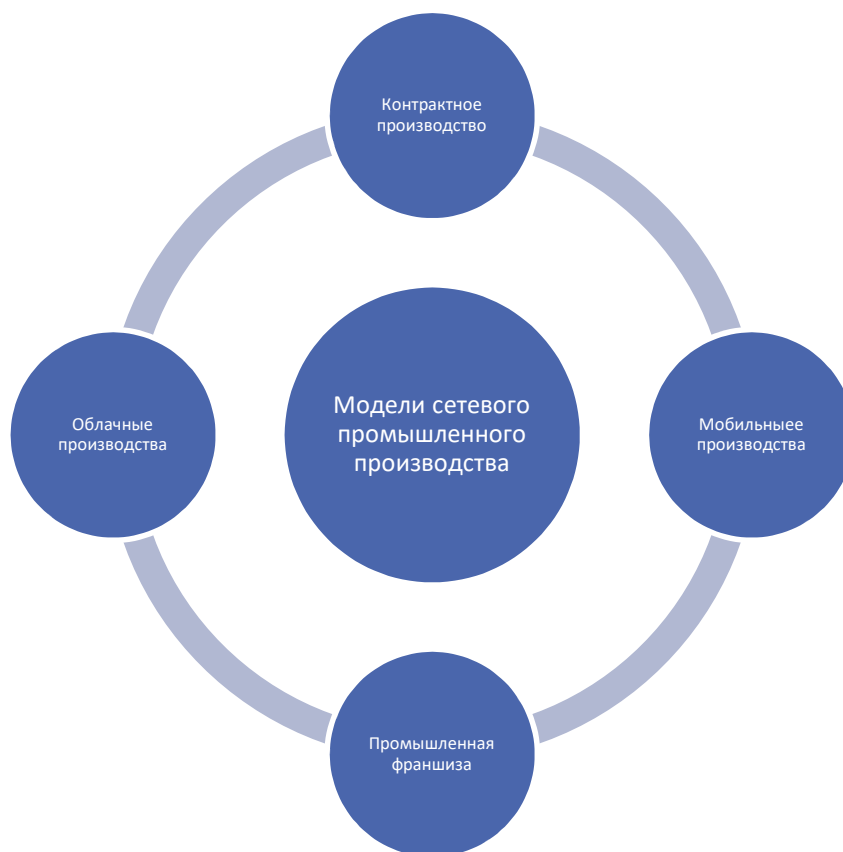 Контрактное
производство
Модели сетевого
промышленного
производства
Облачные
производства
Мобильныее
производства
Промышленная
франшиза